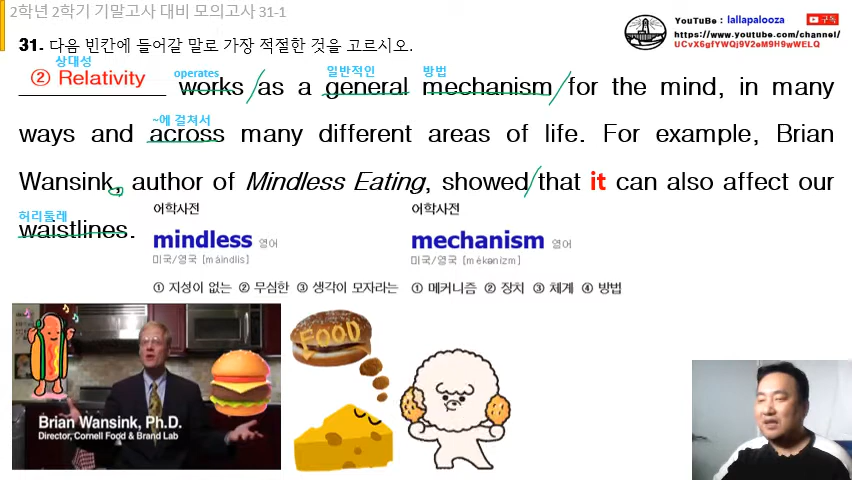 2학년 2학기 기말고사 대비 모의고사 31-1
YouTuBe : lallapalooza 구독
https://www.youtube.com/channel/
UCvX6gfYWQj9V2eM9H9wWELQ
31. 다음 빈칸에 들어갈 말로 가장 적절한 것을 고르시오.
상대성 operates 일반적인 방법
② Relativity works as a general mechanism for the mind, in many
~에 걸쳐서
ways and across many different areas of life. For example, Brian
Wansink, author of Mindless Eating, showed that it can also affect our
허리둘레
waistlines.
어학사전 어학사전
mindless 영어 mechanism 영어
미국/영국 [máindlis] 미국/영국 [mékənìzm]
① 지성이 없는 ② 무심한 ③ 생각이 모자라는 ① 메커니즘 ② 장치 ③ 체계 ④ 방법
FOOD
Brian Wansink, Ph.D.
Director, Cornell Food & Brand Lab